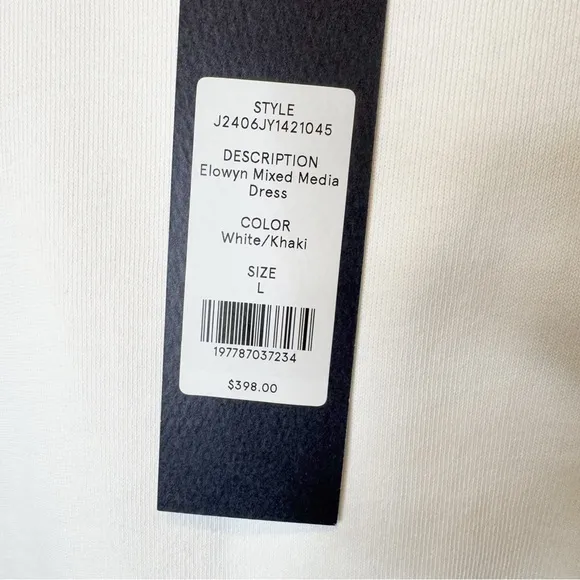 STYLE
J2406JY1421045
DESCRIPTION
Elowyn Mixed Media
Dress
COLOR
White/Khaki
SIZE
L
197787037234
$398.00